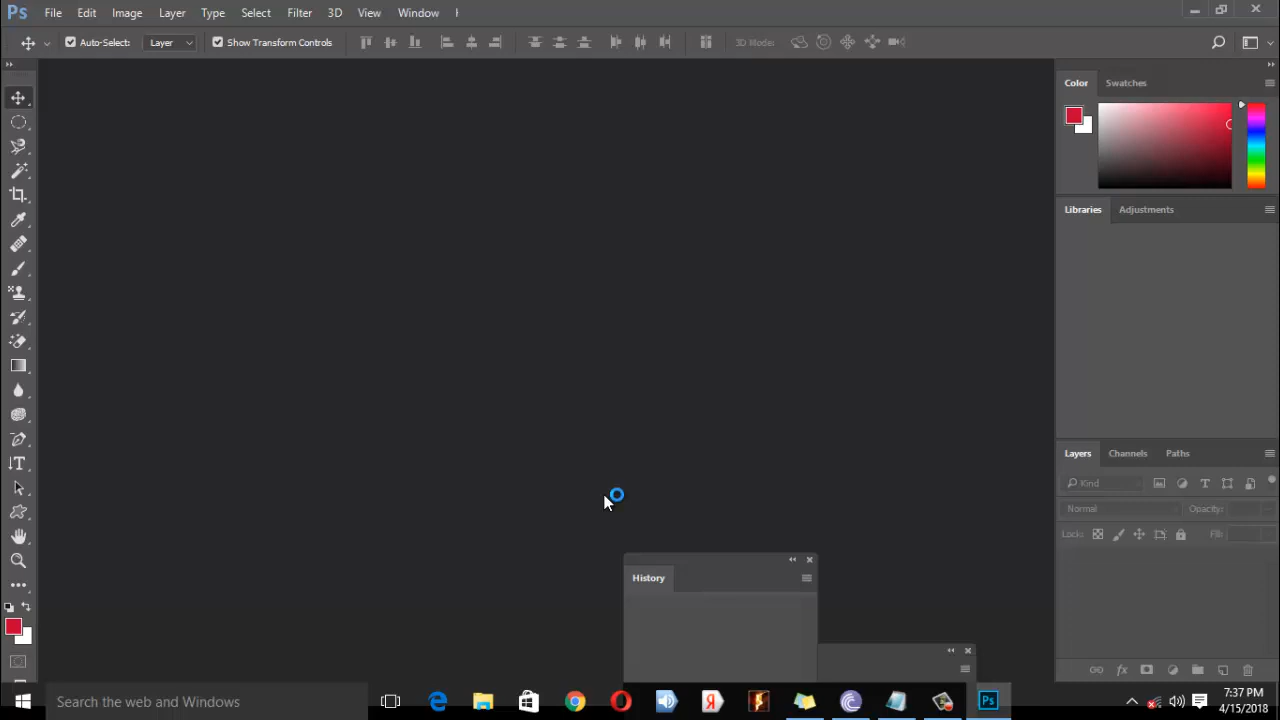 Ps File Edit Image Layer Type Select Filter 3D View Window
Auto-Select: Layer Show Transform Controls 3D Mode:
Color Swatches
Libraries Adjustments
Layers Channels Paths
Kind
Normal Opacity:
Lock: Fill:
History
Search the web and Windows
Ps
7:37 PM
4/15/2018